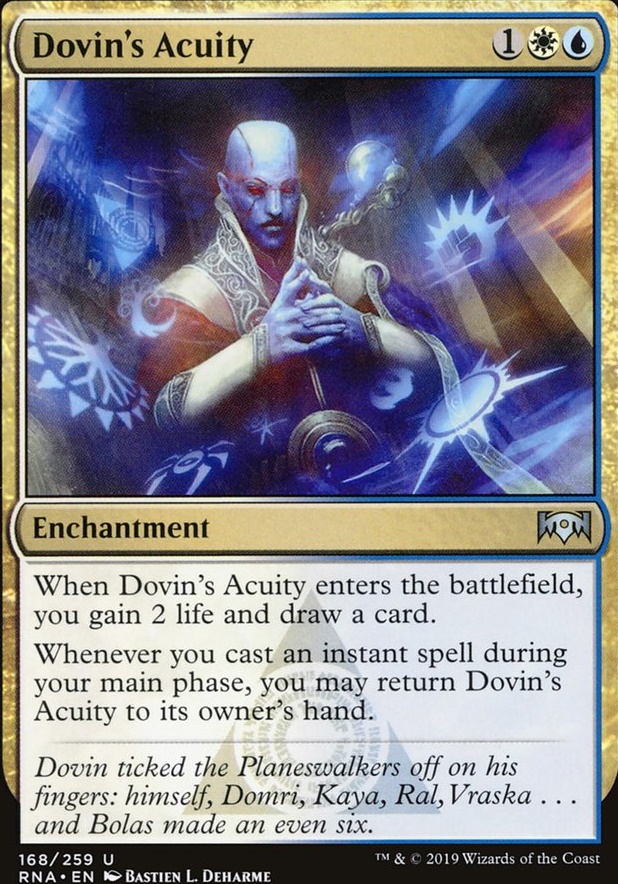 Dovin's Acuity 1
Enchantment
When Dovin's Acuity enters the battlefield,
you gain 2 life and draw a card.
Whenever you cast an instant spell during
your main phase, you may return Dovin's
Acuity to its owner's hand.
Dovin ticked the Planeswalkers off on his
fingers: himself, Domri, Kaya, Ral, Vraska . . .
and Bolas made an even six.
168/259 U
RNA • EN Bastien L. Deharme
™ & © 2019 Wizards of the Coast